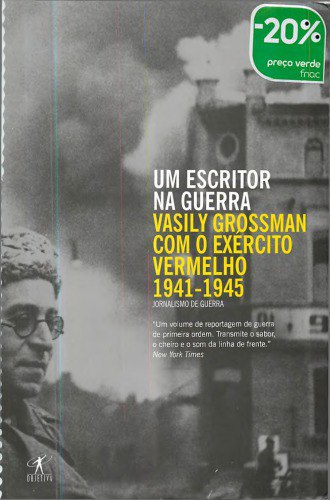 -20%
preço verde
fnac
UM ESCRITOR
NA GUERRA
VASILY GROSSMAN
COM O EXÉRCITO
VERMELHO
1941-1945
JORNALISMO DE GUERRA
"Um volume de reportagem de guerra
de primeira ordem. Transmite o sabor,
o cheiro e o som da linha de frente."
New York Times
OBJETIVA